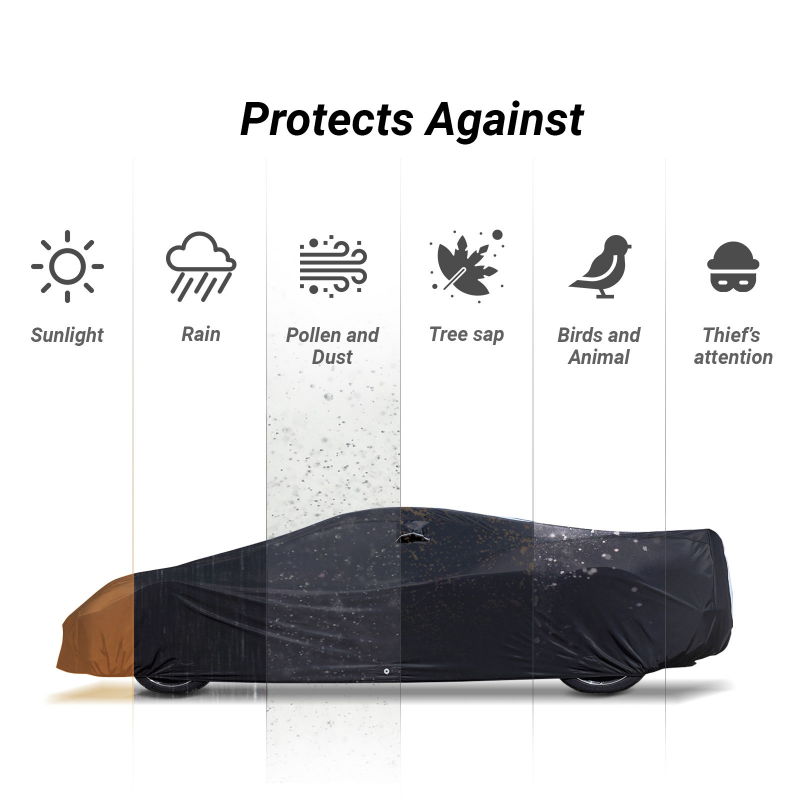 Protects Against
Sunlight
Rain
Pollen and
Dust
Tree sap
Birds and
Animal
Thief's
attention